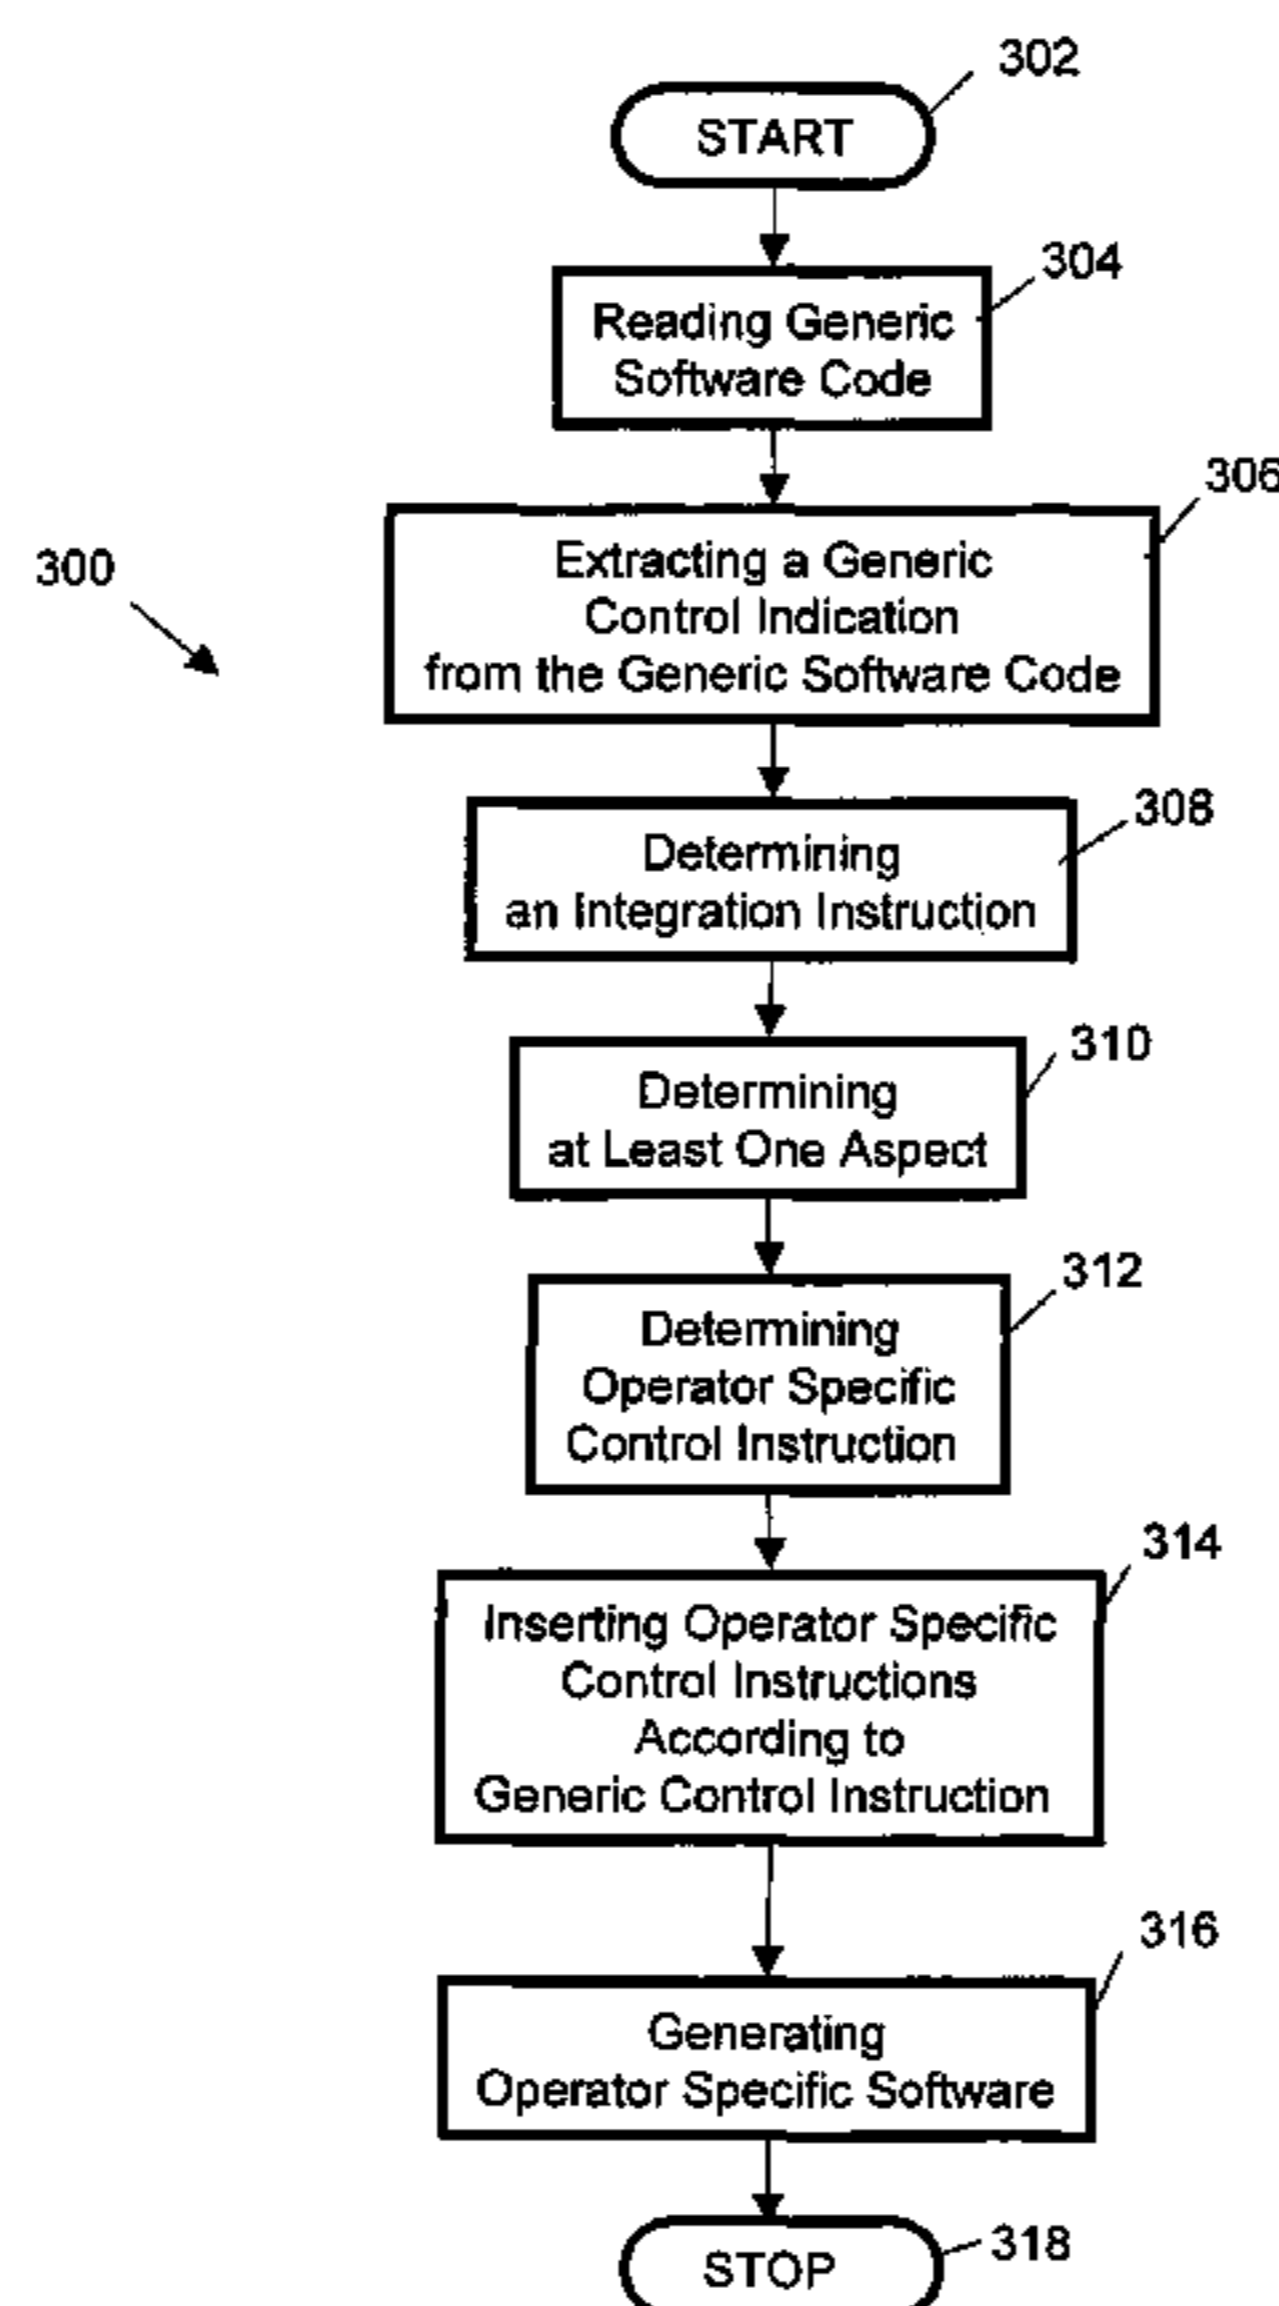 302
START
304
Reading Generic
Software Code
306
Extracting a Generic
Control Indication
from the Generic Software Code
300
308
Determining
an Integration Instruction
310
Determining
at Least One Aspect
312
Determining
Operator Specific
Control Instruction
314
Inserting Operator Specific
Control Instructions
According to
Generic Control Instruction
316
Generating
Operator Specific Software
318
STOP